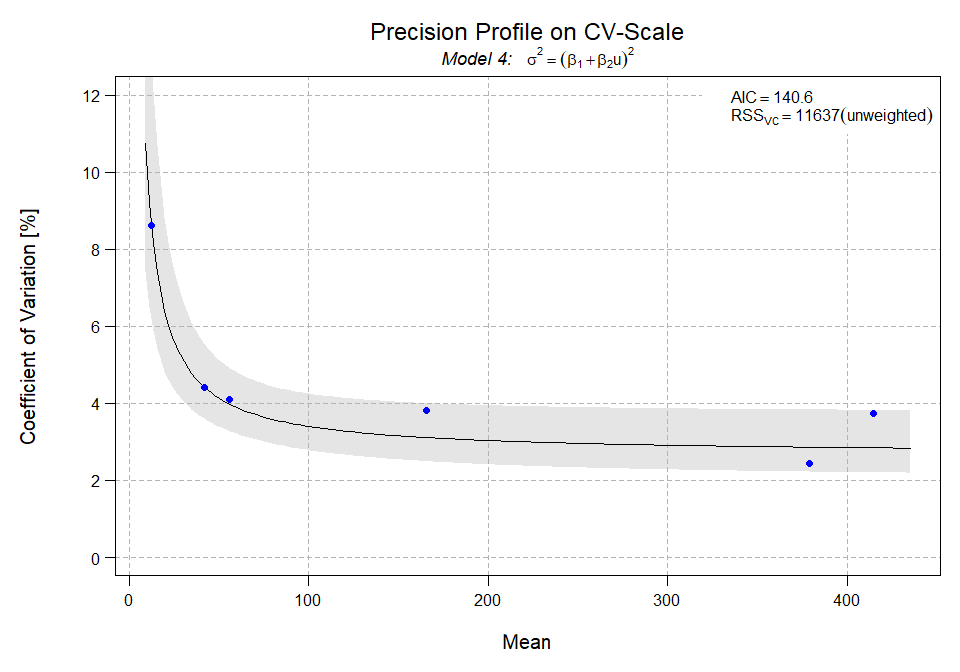 Precision Profile on CV-Scale
Model 4: σ² = (β₁+β₂u)²
AIC = 140.6
RSS_VC = 11637(unweighted)
12
10
8
6
4
2
0
Coefficient of Variation [%]
0 100 200 300 400
Mean